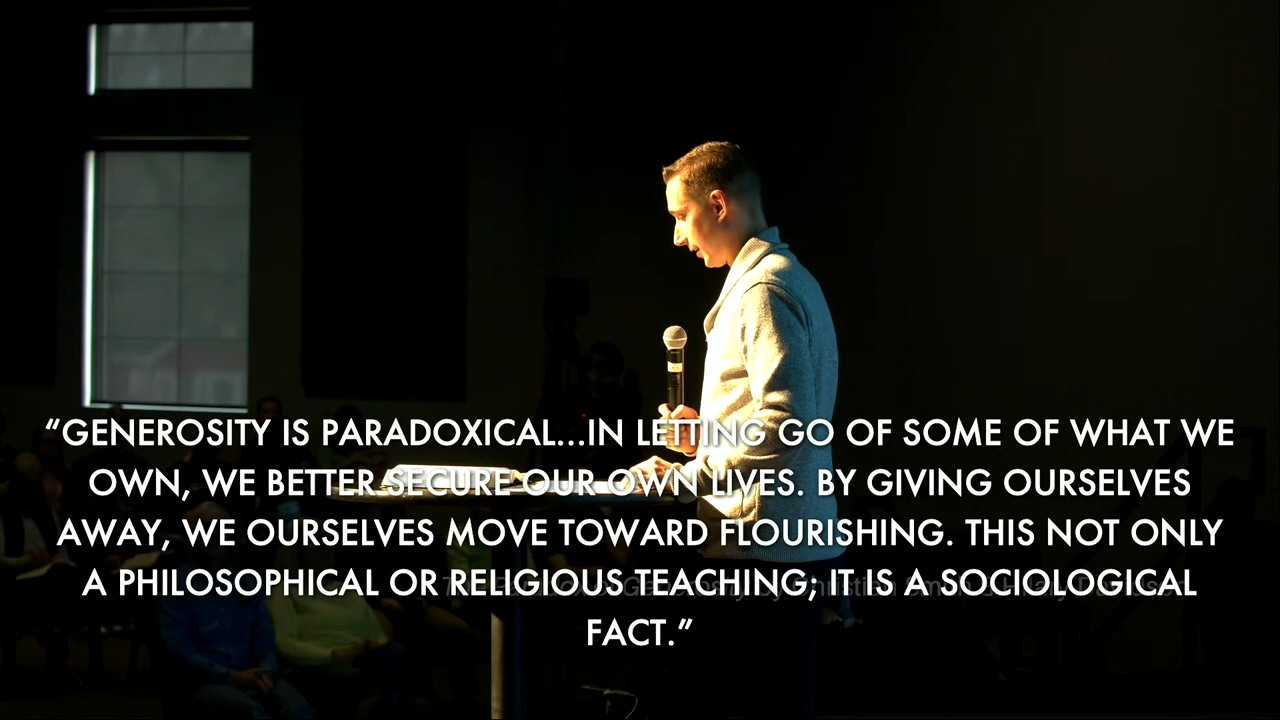 “GENEROSITY IS PARADOXICAL...IN LETTING GO OF SOME OF WHAT WE
OWN, WE BETTER SECURE OUR OWN LIVES. BY GIVING OURSELVES
AWAY, WE OURSELVES MOVE TOWARD FLOURISHING. THIS NOT ONLY
A PHILOSOPHICAL OR RELIGIOUS TEACHING; IT IS A SOCIOLOGICAL
FACT.”